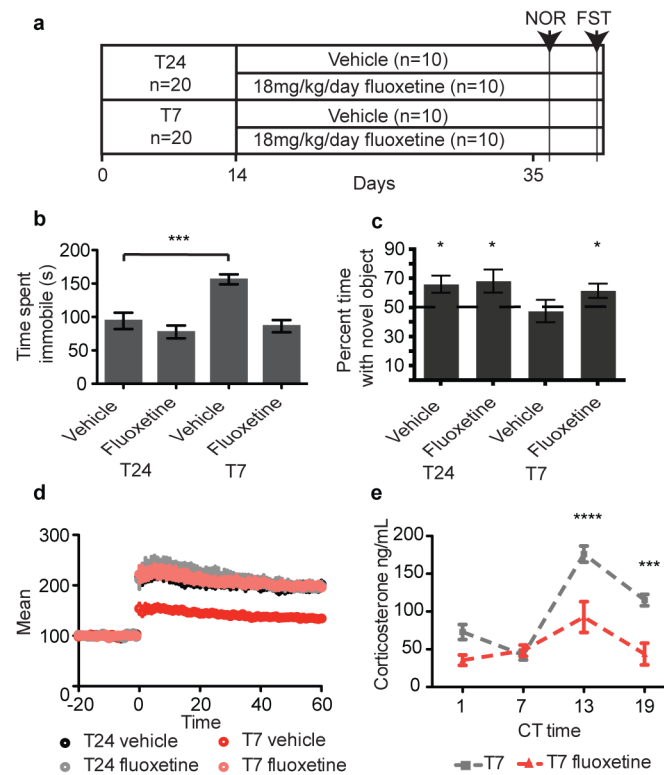 a
NOR FST
T24
n=20
Vehicle (n=10)
18mg/kg/day fluoxetine (n=10)
T7
n=20
Vehicle (n=10)
18mg/kg/day fluoxetine (n=10)
0 14 35
Days
b
***
Time spent
immobile (s)
200
150
100
50
0
Vehicle
Fluoxetine
Vehicle
Fluoxetine
T24 T7
c
* * *
Percent time
with novel object
90
70
50
30
10
Vehicle
Fluoxetine
Vehicle
Fluoxetine
T24 T7
d
Mean
300
200
100
0
-20 0 20 40 60
Time
T24 vehicle T7 vehicle
T24 fluoxetine T7 fluoxetine
e
Corticosterone ng/mL
200
150
100
50
0
****
***
1 7 13 19
CT time
T7 T7 fluoxetine